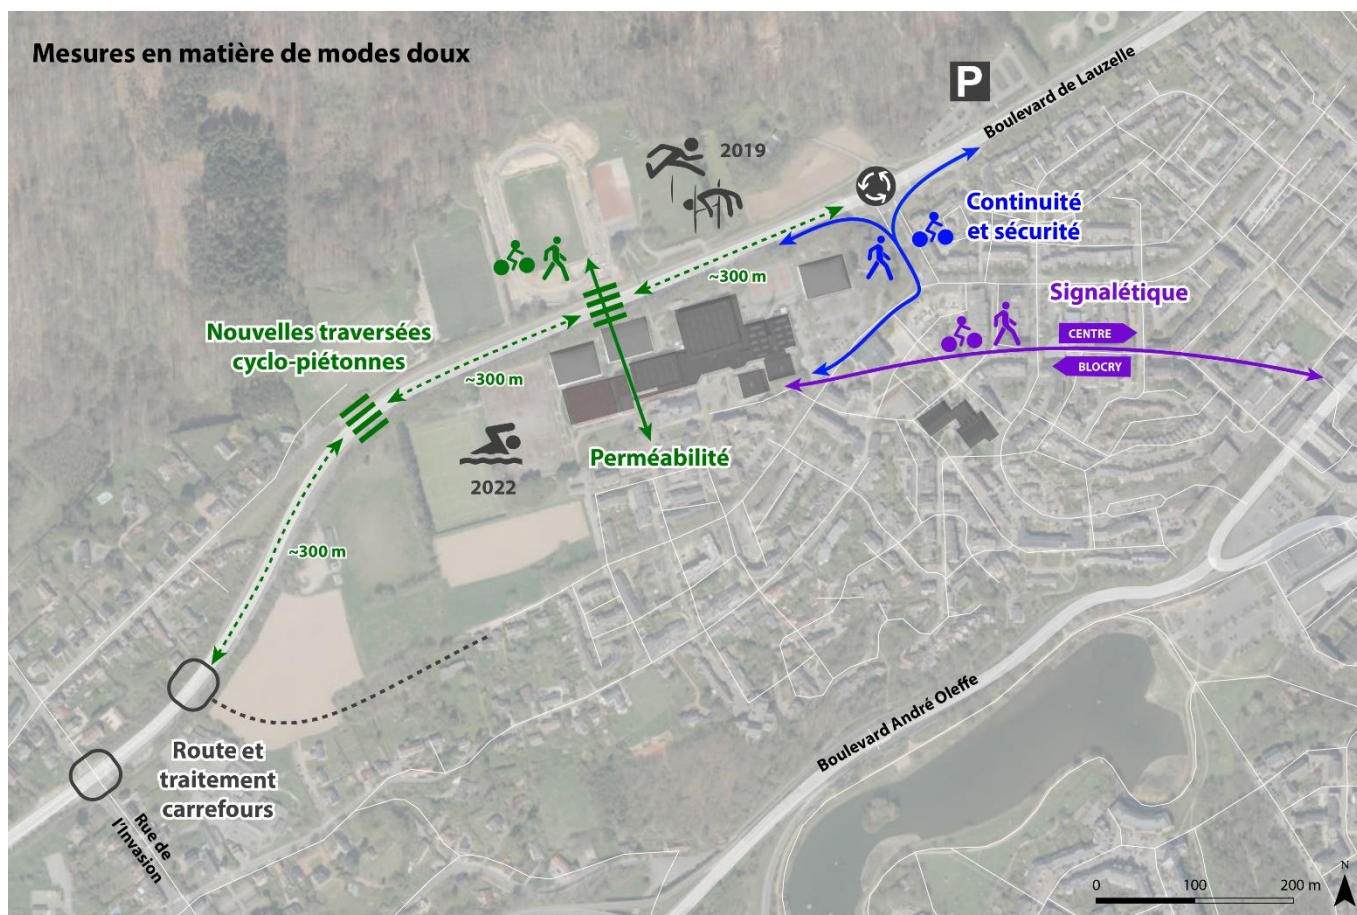 Mesures en matière de modes doux
P
Boulevard de Lauzelle
2019
Continuité
et sécurité
~300 m
Signalétique
CENTRE
BLOCRY
Nouvelles traversées
cyclo-piétonnes
~300 m
Perméabilité
2022
~300 m
Route et
traitement
carrefours
Rue de
l'Invasion
Boulevard André Oleffe
0 100 200 m
N